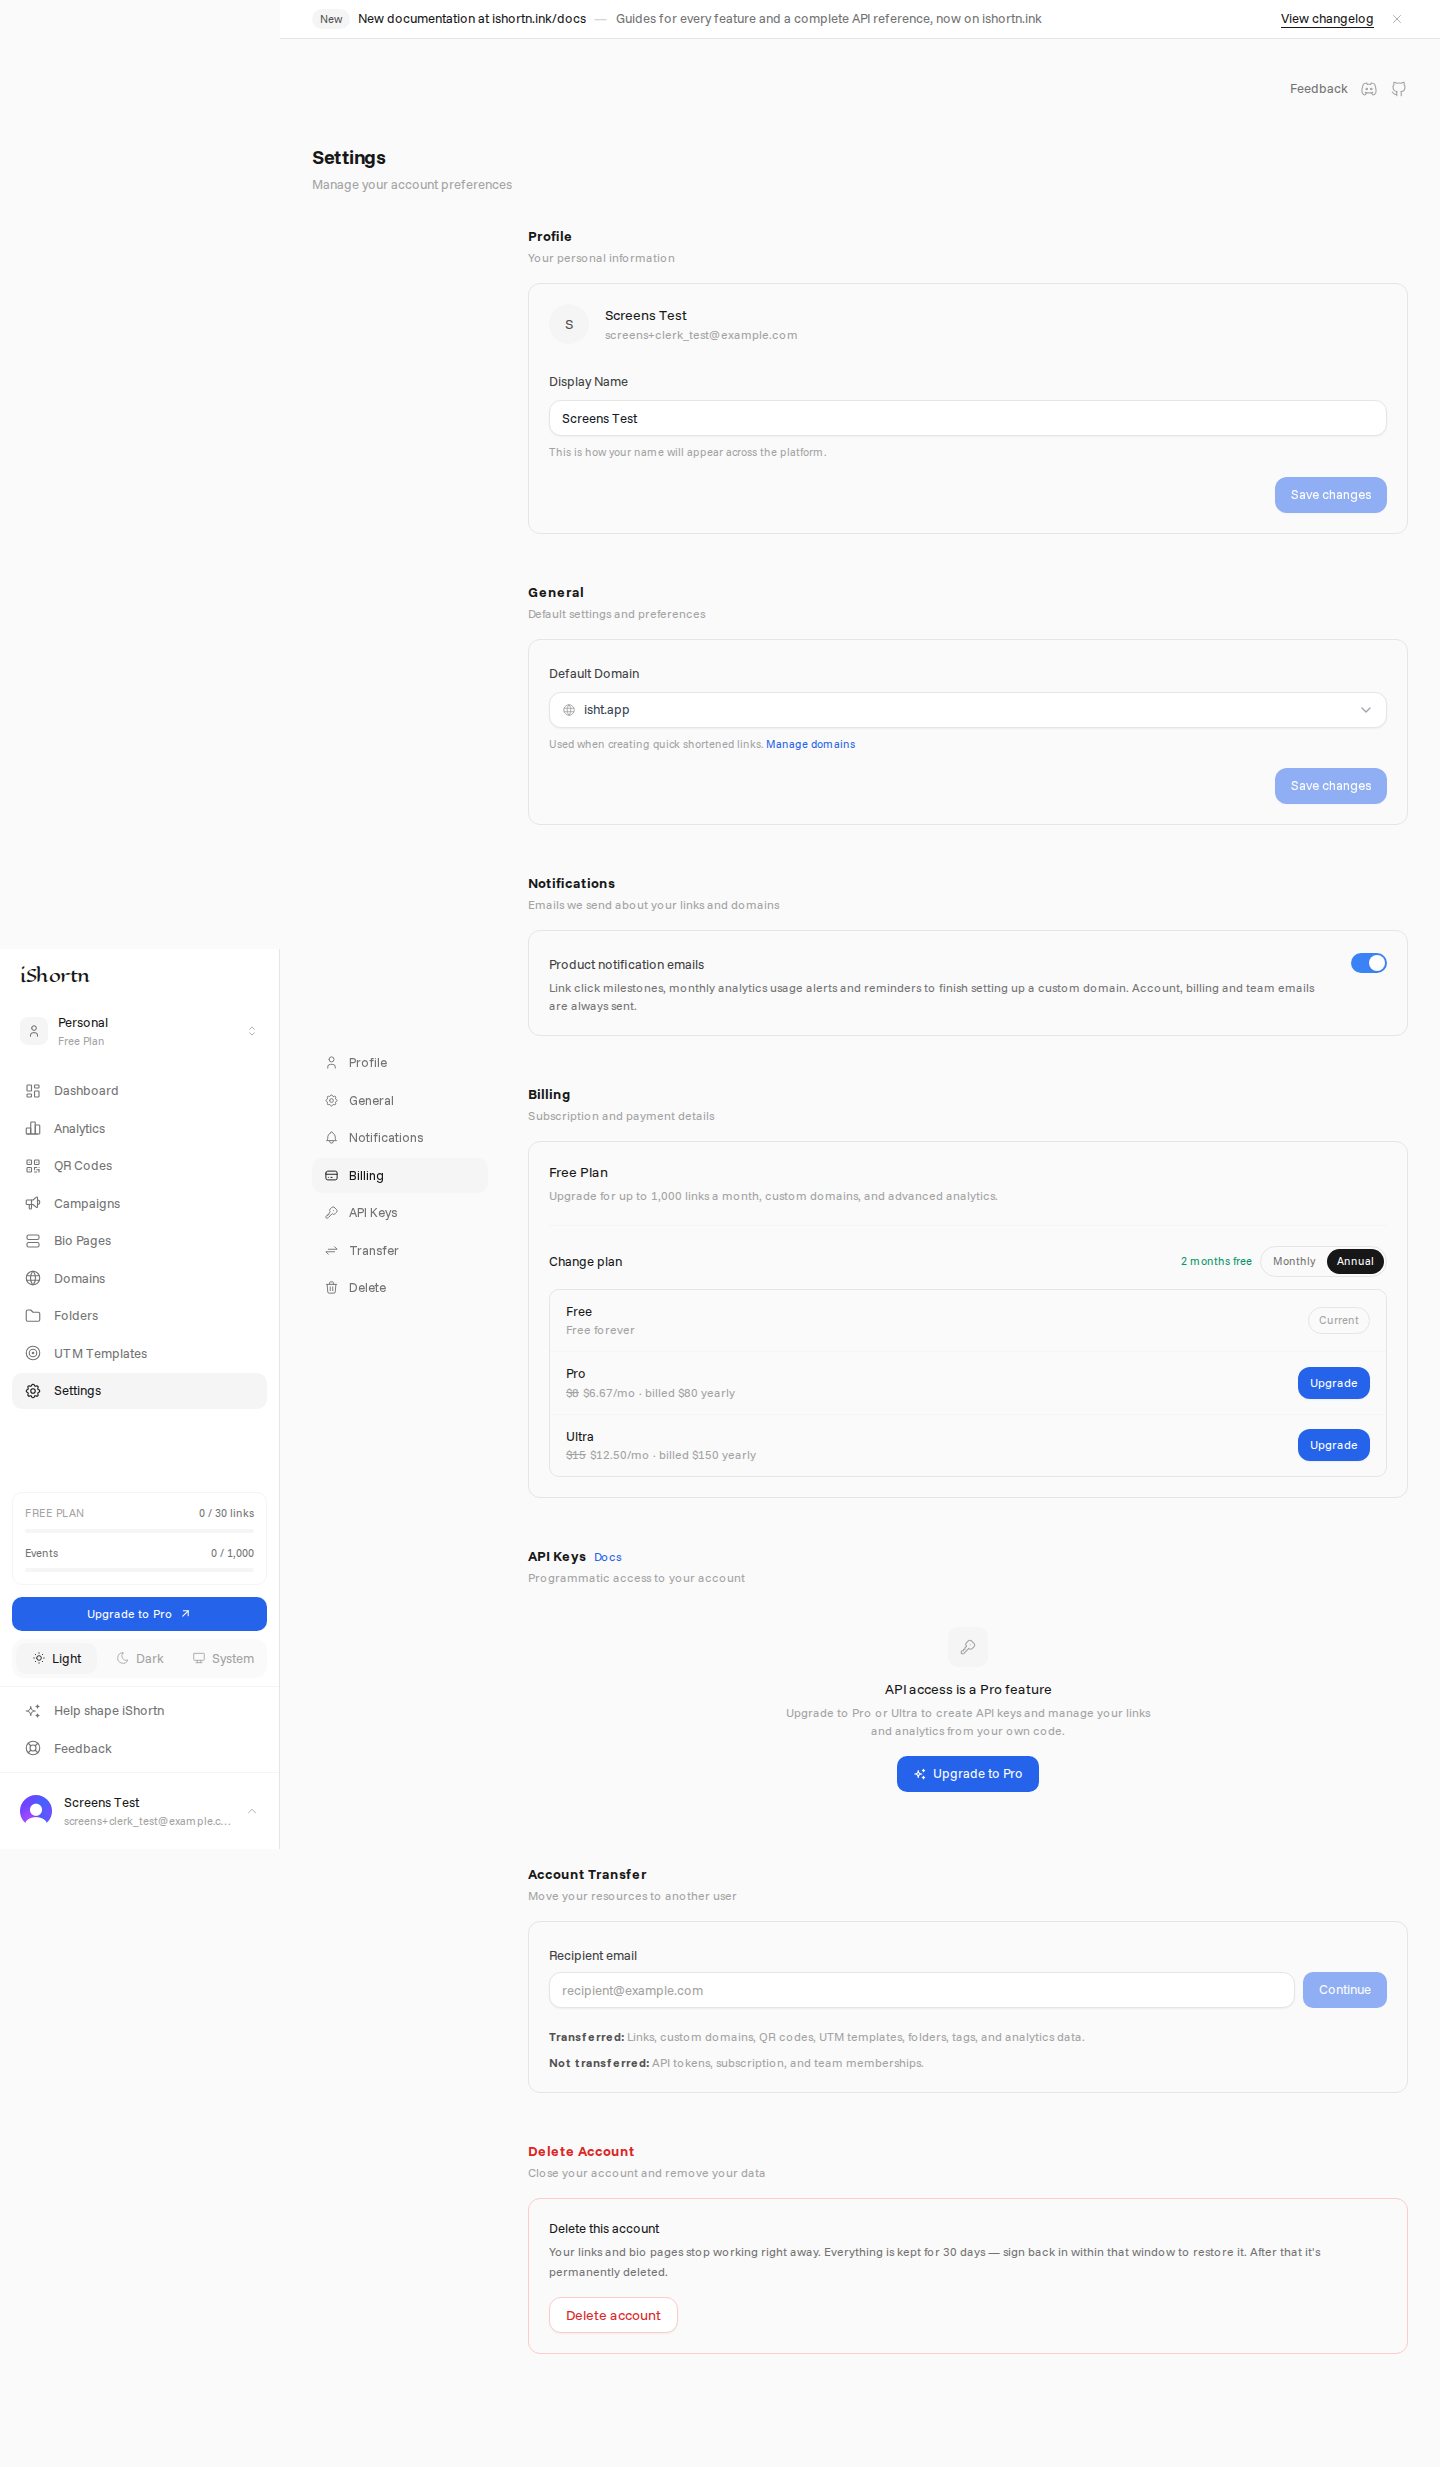 New
New documentation at ishortn.ink/docs — Guides for every feature and a complete API reference, now on ishortn.ink
View changelog
Feedback
Settings
Manage your account preferences
Profile
Your personal information
S
Screens Test
screens+clerk_test@example.com
Display Name
Screens Test
This is how your name will appear across the platform.
Save changes
General
Default settings and preferences
Default Domain
isht.app
Used when creating quick shortened links. Manage domains
Save changes
Notifications
Emails we send about your links and domains
Product notification emails
Link click milestones, monthly analytics usage alerts and reminders to finish setting up a custom domain. Account, billing and team emails
are always sent.
iShortn
Personal
Free Plan
Dashboard
Analytics
QR Codes
Campaigns
Bio Pages
Domains
Folders
UTM Templates
Settings
FREE PLAN
0 / 30 links
Events
0 / 1,000
Upgrade to Pro
Light
Dark
System
Help shape iShortn
Feedback
Screens Test
screens+clerk_test@example.c...
Profile
General
Notifications
Billing
API Keys
Transfer
Delete
Billing
Subscription and payment details
Free Plan
Upgrade for up to 1,000 links a month, custom domains, and advanced analytics.
Change plan
2 months free
Monthly
Annual
Free
Free forever
Current
Pro
$8 $6.67/mo · billed $80 yearly
Upgrade
Ultra
$15 $12.50/mo · billed $150 yearly
Upgrade
API Keys Docs
Programmatic access to your account
API access is a Pro feature
Upgrade to Pro or Ultra to create API keys and manage your links
and analytics from your own code.
Upgrade to Pro
Account Transfer
Move your resources to another user
Recipient email
recipient@example.com
Continue
Transferred: Links, custom domains, QR codes, UTM templates, folders, tags, and analytics data.
Not transferred: API tokens, subscription, and team memberships.
Delete Account
Close your account and remove your data
Delete this account
Your links and bio pages stop working right away. Everything is kept for 30 days — sign back in within that window to restore it. After that it's
permanently deleted.
Delete account